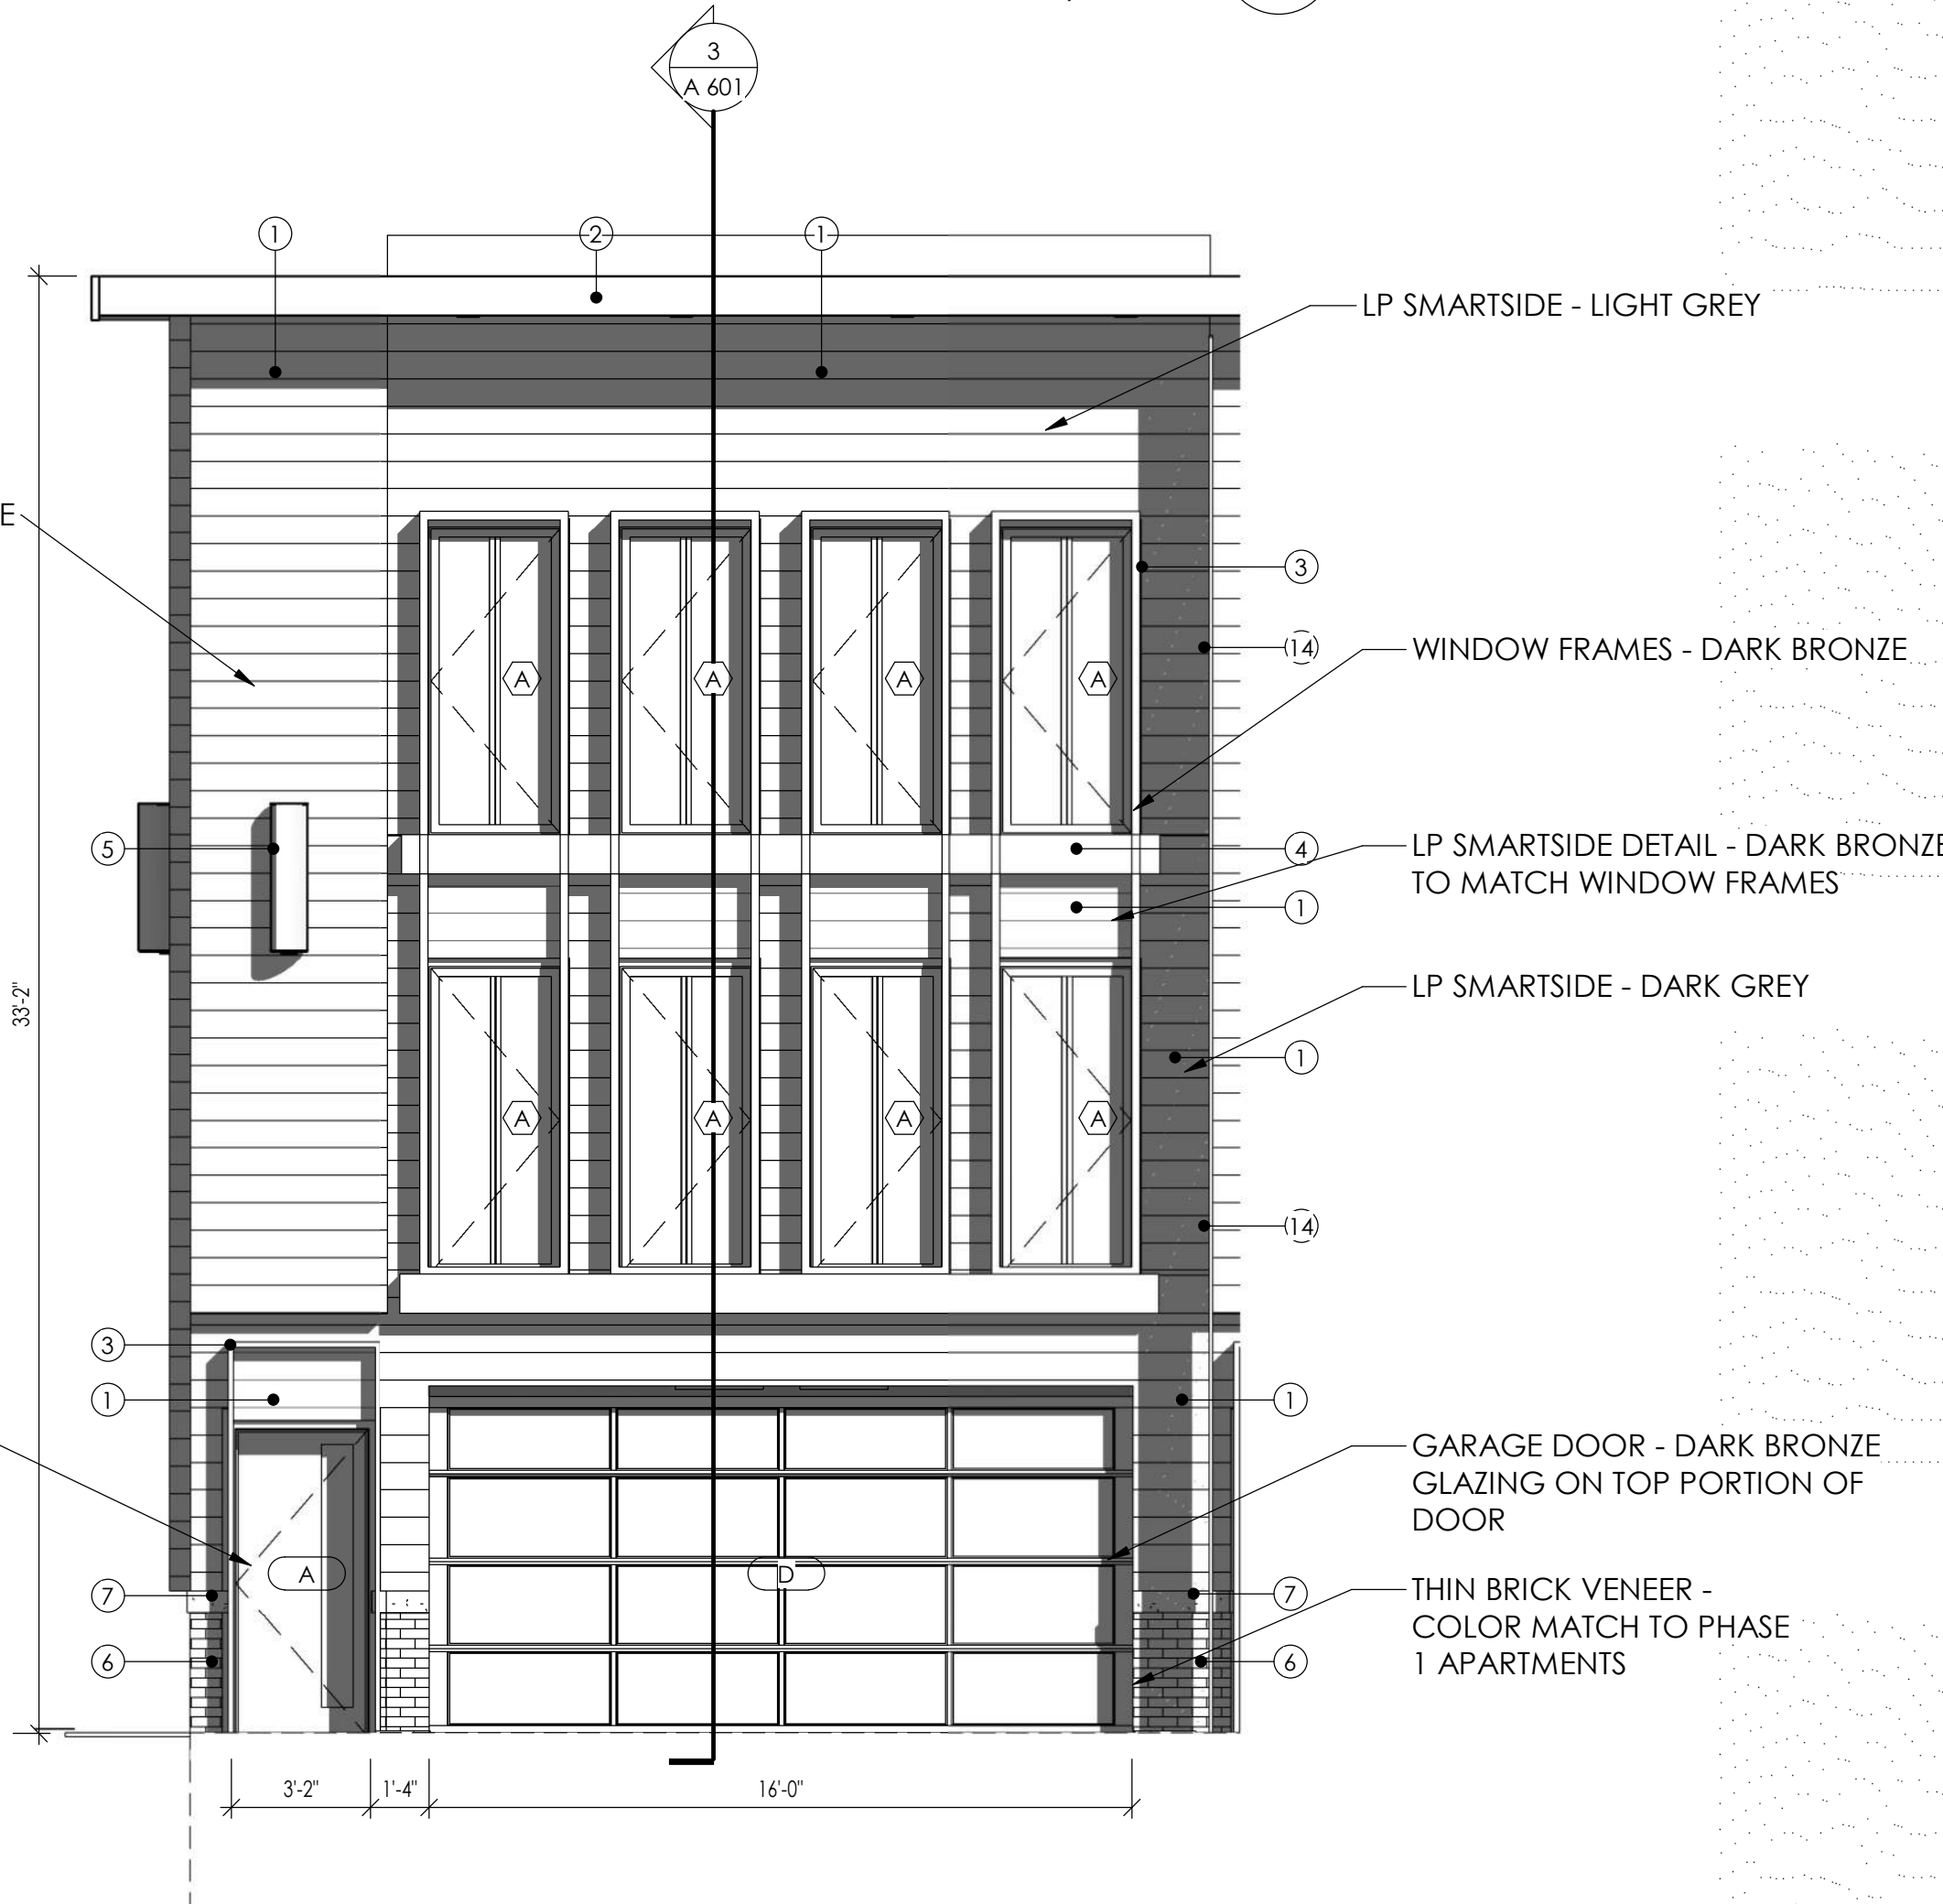 3
A 601
1
2
1
LP SMARTSIDE - LIGHT GREY
E
3
14
WINDOW FRAMES - DARK BRONZE
A
A
A
A
5
4
LP SMARTSIDE DETAIL - DARK BRONZE
TO MATCH WINDOW FRAMES
1
LP SMARTSIDE - DARK GREY
33'-2"
1
A
A
A
A
14
3
1
1
GARAGE DOOR - DARK BRONZE
GLAZING ON TOP PORTION OF
DOOR
A
D
7
7
THIN BRICK VENEER -
COLOR MATCH TO PHASE
1 APARTMENTS
6
6
3'-2"
1'-4"
16'-0"